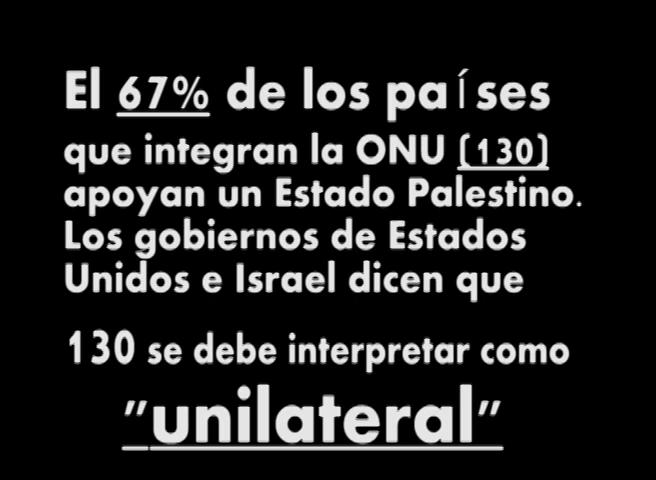 El 67% de los países
que integran la ONU (130)
apoyan un Estado Palestino.
Los gobiernos de Estados
Unidos e Israel dicen que
130 se debe interpretar como
"unilateral"